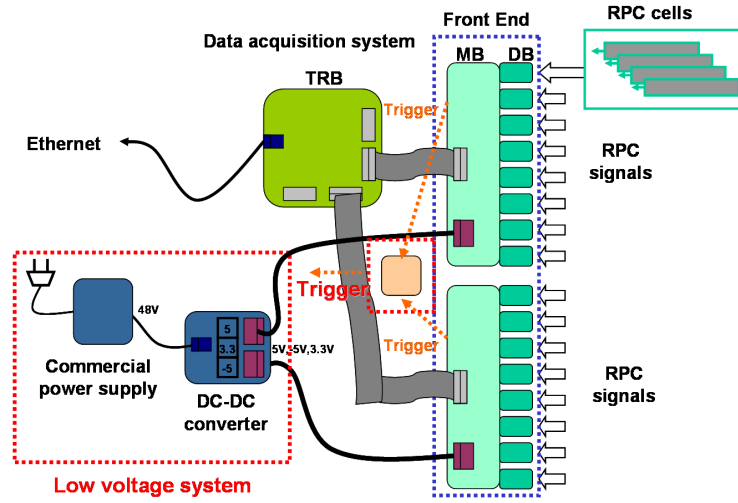 RPC cells
Front End
Data acquisition system
MB
DB
TRB
Trigger
Ethernet
RPC
signals
Trigger
48V
5
3.3
-5
5V,-5V,3.3V
Trigger
Commercial
power supply
DC-DC
converter
RPC
signals
Low voltage system